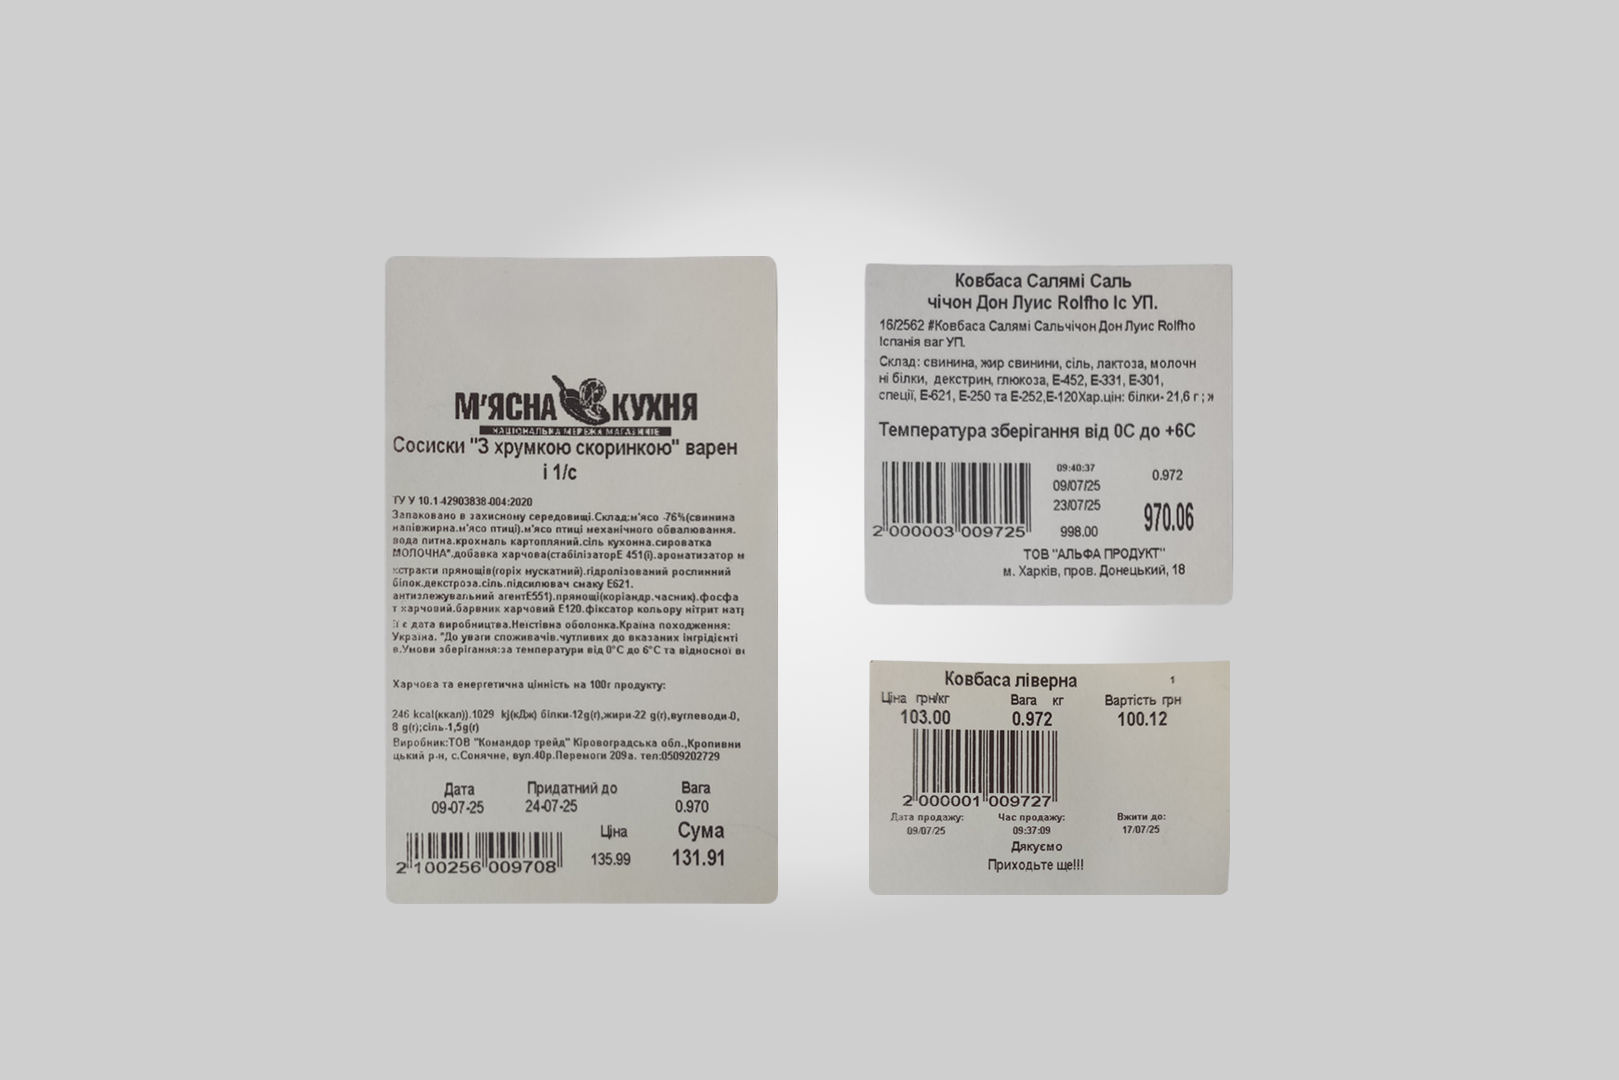 М'ЯСНА КУХНЯ
НАЦІОНАЛЬНА МЕРЕЖА МАГАЗИНІВ
Сосиски "З хрумкою скоринкою" варен
і 1/с
ТУ У 10.1-42903838-004:2020
Запаковано в захисному середовищі.Склад:м'ясо -76%(свинина
напівжирна.м'ясо птиці).м'ясо птиці механічного обвалювання.
вода питна.крохмаль картопляний.сіль кухонна.сироватка
МОЛОЧНА*.добавка харчова(стабілізаторЕ 451(i).ароматизатор м
кстракти прянощів(горіх мускатний).гідролізований рослинний
білок.декстроза.сіль.підсилювач смаку Е621.
антизлежувальний агентЕ551).прянощі(коріандр.часник).фосфа
т харчовий.барвник харчовий Е120.фіксатор кольору нітрит нат
її є дата виробництва.Неїстівна оболонка.Країна походження:
Україна. "До уваги споживачів.чутливих до вказаних інгрідієнті
в.Умови зберігання:за температури від 0°С до 6°С та відносної в
Харчова та енергетична цінність на 100г продукту:
246 kcal(ккал)).1029 kj(кДж) білки-12g(г),жири-22 g(г),вуглеводи-0,
8 g(г);сіль-1,5g(г)
Виробник:ТОВ "Командор трейд" Кіровоградська обл.,Кропивни
цький р-н, с.Сонячне, вул.40р.Перемоги 209а. тел:0509202729
Дата Придатний до Вага
09-07-25 24-07-25 0.970
Ціна Сума
135.99 131.91
2 100256 009708
Ковбаса Салямі Саль
чічон Дон Луис Rolfho Іс УП.
16/2562 #Ковбаса Салямі Сальчічон Дон Луис Rolfho
Іспанія ваг УП.
Склад: свинина, жир свинини, сіль, лактоза, молочн
ні білки, декстрин, глюкоза, Е-452, Е-331, Е-301,
спеції, Е-621, Е-250 та Е-252,Е-120Хар.цін: білки- 21,6 г ; ж
Температура зберігання від 0С до +6С
09:40:37
09/07/25
23/07/25
998.00
0.972
970.06
2 000003 009725
ТОВ "АЛЬФА ПРОДУКТ"
м. Харків, пров. Донецький, 18
Ковбаса ліверна 1
Ціна грн/кг Вага кг Вартість грн
103.00 0.972 100.12
2 000001 009727
Дата продажу: Час продажу: Вжити до:
09/07/25 09:37:09 17/07/25
Дякуємо
Приходьте ще!!!